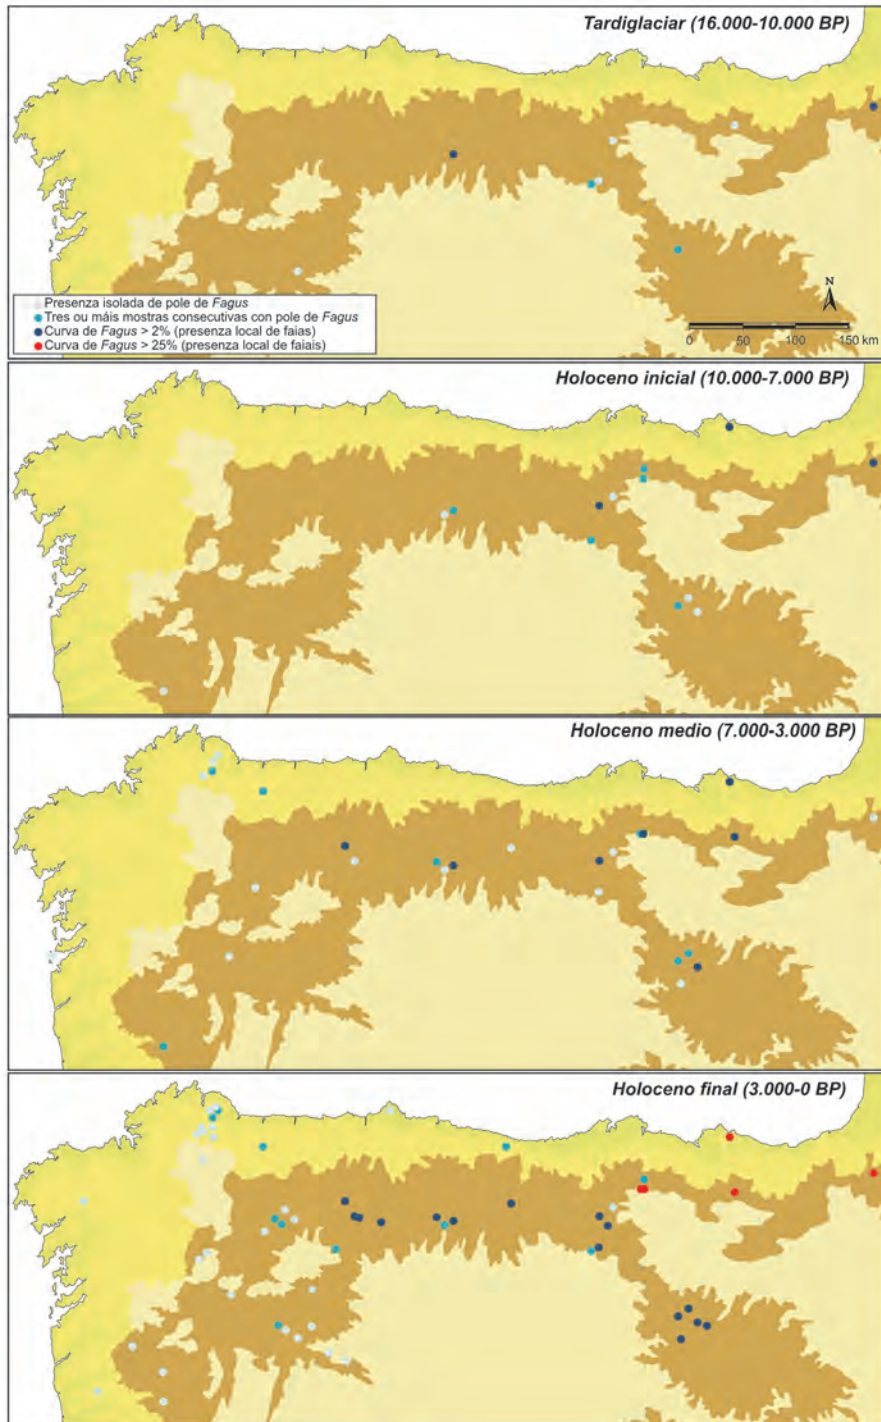 Tardiglaciar (16.000-10.000 BP)
N
Presenza isolada de pole de Fagus
Tres ou máis mostras consecutivas con pole de Fagus
Curva de Fagus > 2% (presenza local de faias)
Curva de Fagus > 25% (presenza local de faiais)
0 50 100 150 km
Holoceno inicial (10.000-7.000 BP)
Holoceno medio (7.000-3.000 BP)
Holoceno final (3.000-0 BP)